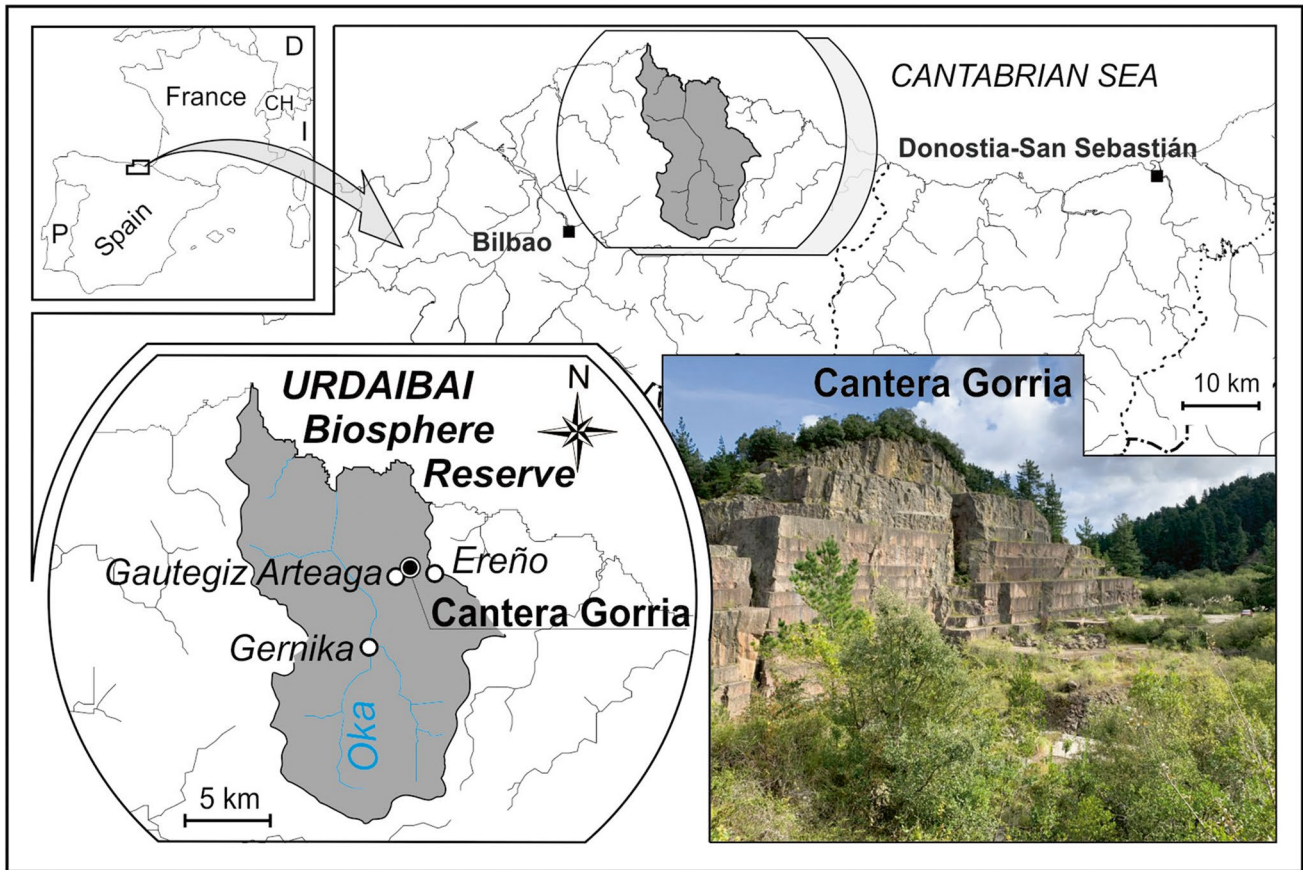 D
France
CH
I
P
Spain
CANTABRIAN SEA
Donostia-San Sebastián
Bilbao
10 km
URDAIBAI
Biosphere
Reserve
N
Gautegiz Arteaga
Ereño
Cantera Gorria
Gernika
Oka
5 km
Cantera Gorria